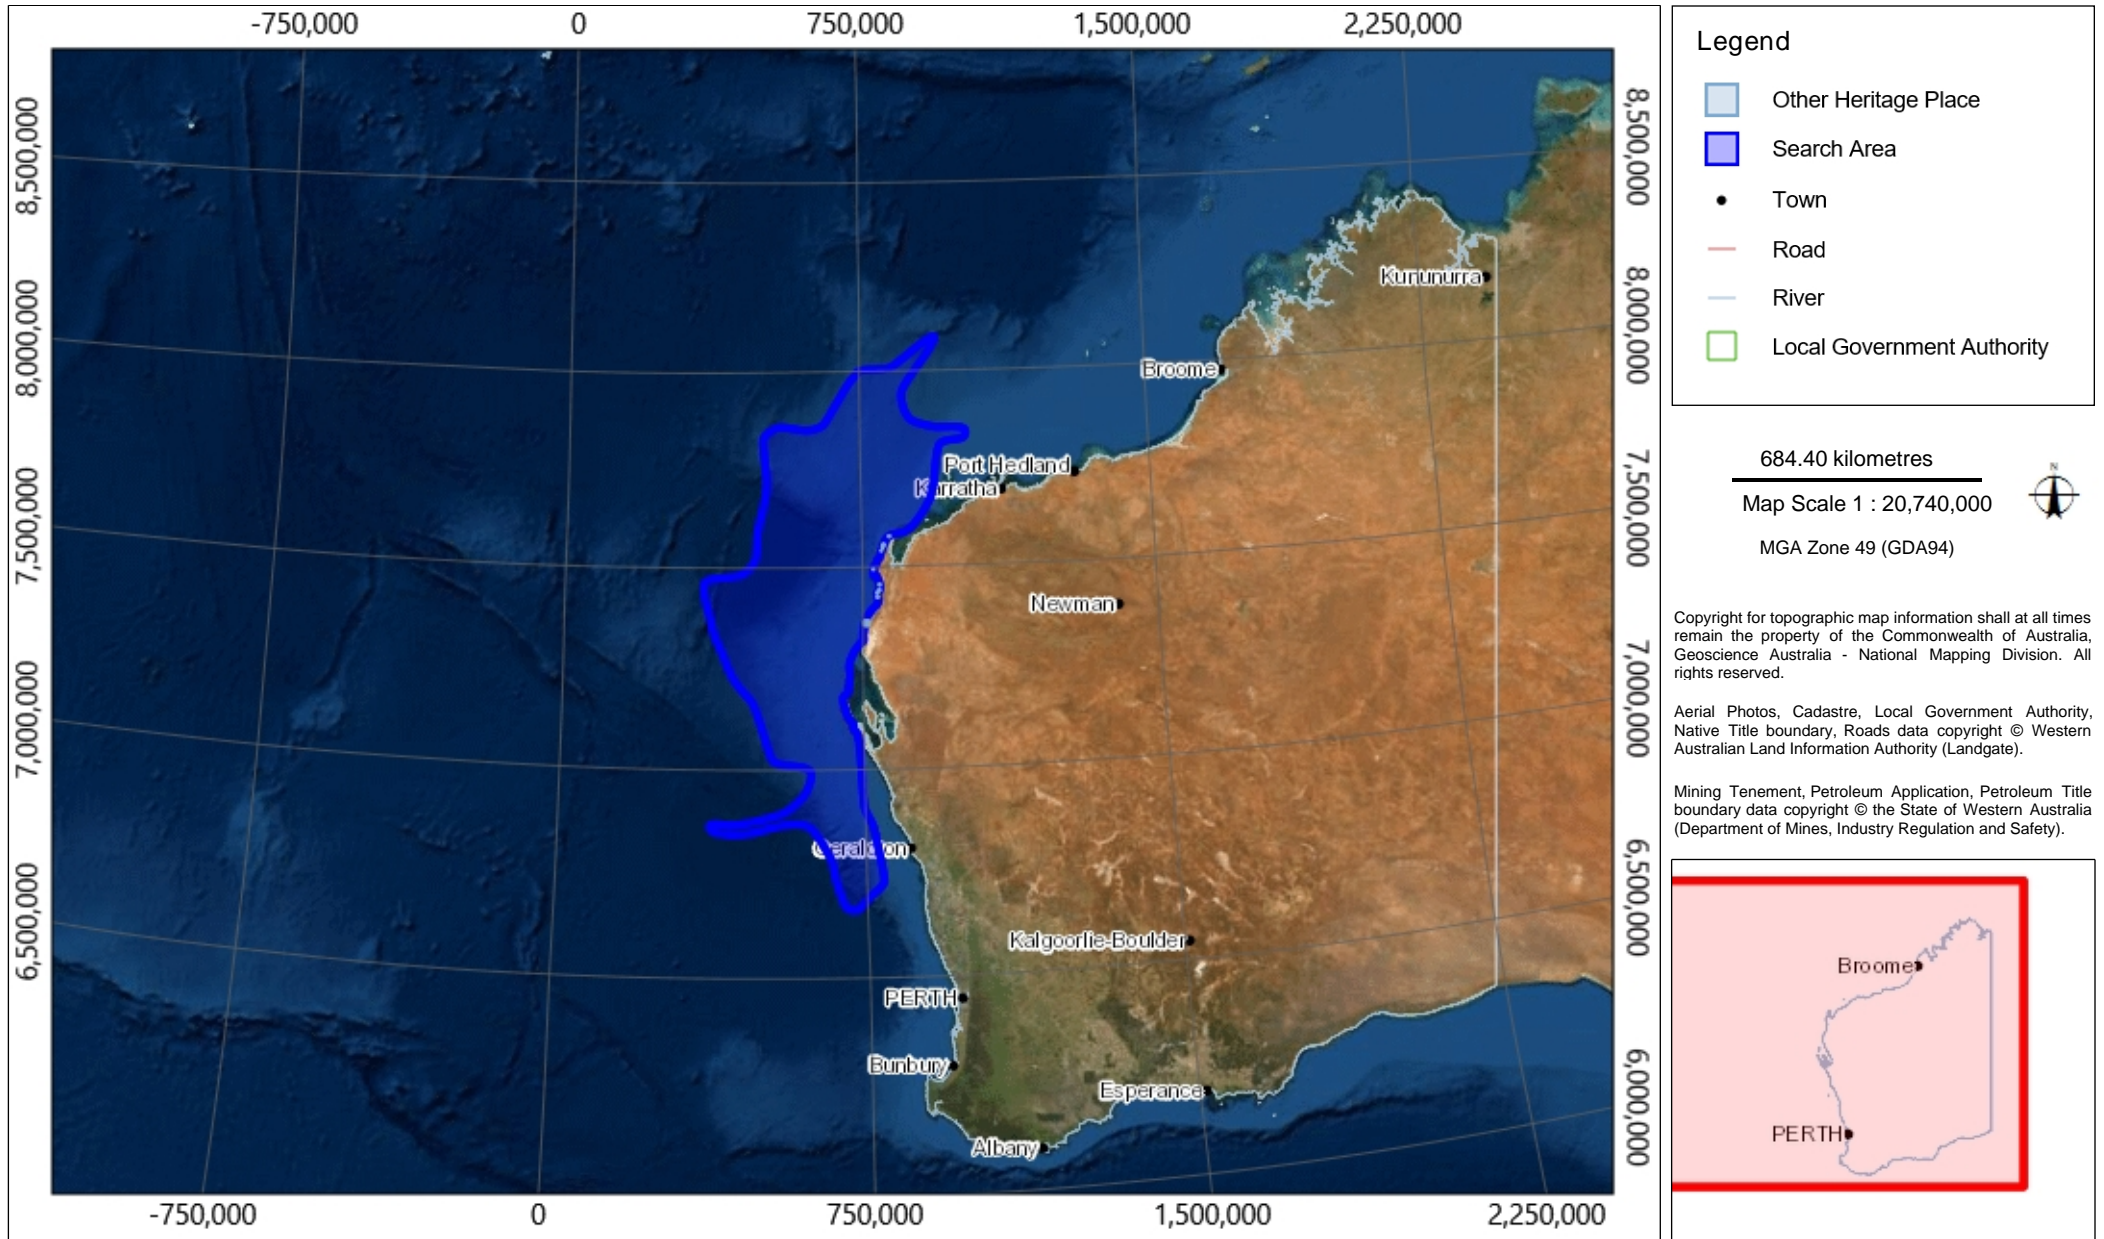 -750,000 0 750,000 1,500,000 2,250,000
8,500,000
8,000,000
7,500,000
7,000,000
6,500,000
8,500,000
8,000,000
7,500,000
7,000,000
6,500,000
6,000,000
Kununurra
Broome
Port Hedland
Karratha
Newman
Geraldton
Kalgoorlie-Boulder
PERTH
Bunbury
Esperance
Albany
-750,000 0 750,000 1,500,000 2,250,000
Legend
Other Heritage Place
Search Area
Town
Road
River
Local Government Authority
684.40 kilometres
Map Scale 1 : 20,740,000
MGA Zone 49 (GDA94)
N
Copyright for topographic map information shall at all times
remain the property of the Commonwealth of Australia,
Geoscience Australia - National Mapping Division. All
rights reserved.
Aerial Photos, Cadastre, Local Government Authority,
Native Title boundary, Roads data copyright © Western
Australian Land Information Authority (Landgate).
Mining Tenement, Petroleum Application, Petroleum Title
boundary data copyright © the State of Western Australia
(Department of Mines, Industry Regulation and Safety).
Broome
PERTH